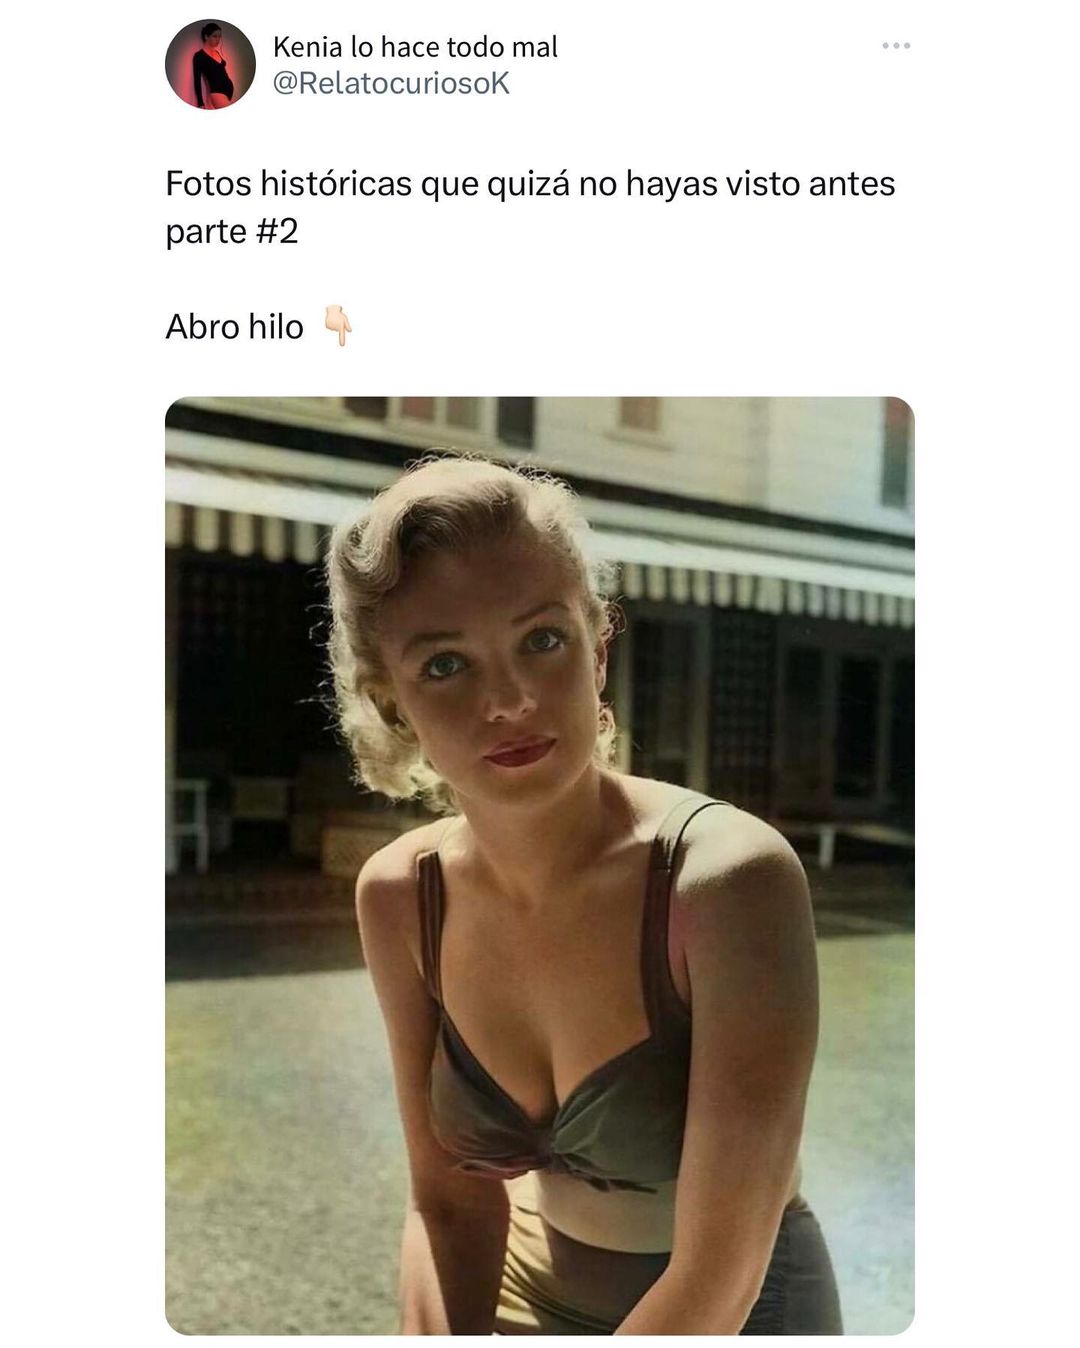 Kenia lo hace todo mal
@RelatocuriosoK
Fotos históricas que quizá no hayas visto antes
parte #2
Abro hilo 👇🏻